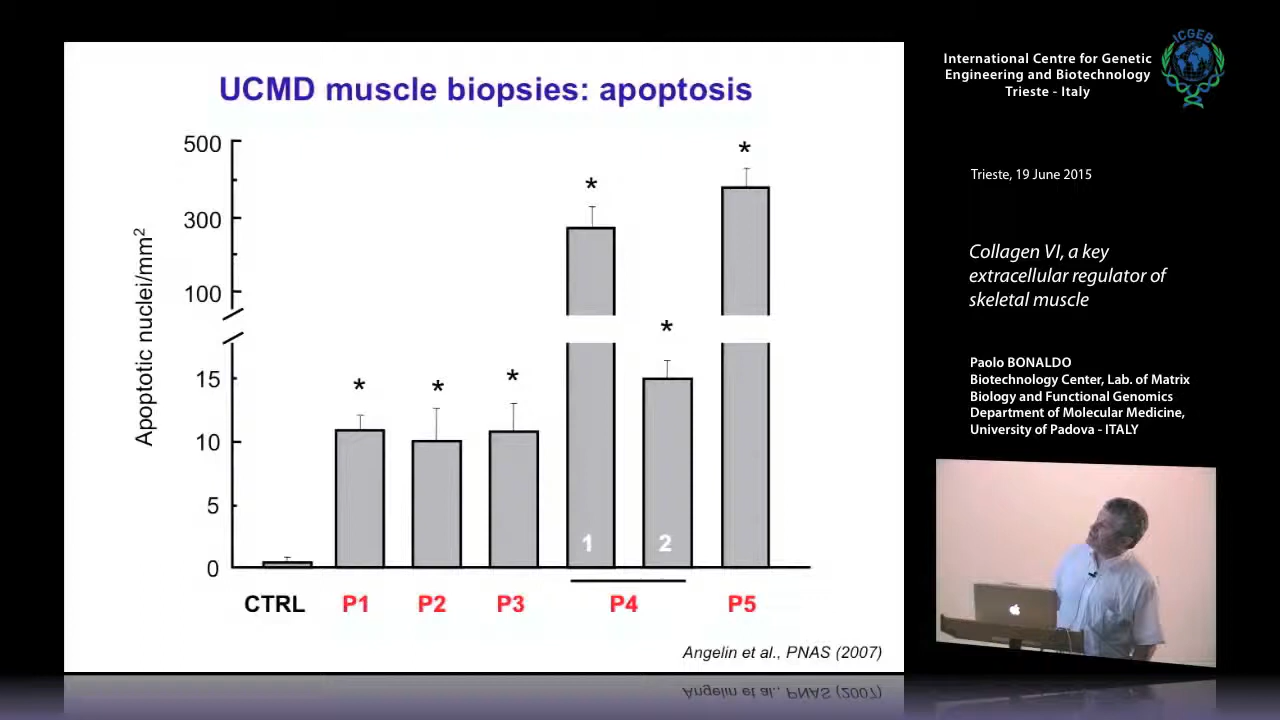 UCMD muscle biopsies: apoptosis
Apoptotic nuclei/mm²
500
300
100
15
10
5
0
*
*
*
*
*
*
1
2
CTRL
P1
P2
P3
P4
P5
Angelin et al., PNAS (2007)
ICGEB
International Centre for Genetic
Engineering and Biotechnology
Trieste - Italy
Trieste, 19 June 2015
Collagen VI, a key
extracellular regulator of
skeletal muscle
Paolo BONALDO
Biotechnology Center, Lab. of Matrix
Biology and Functional Genomics
Department of Molecular Medicine,
University of Padova - ITALY